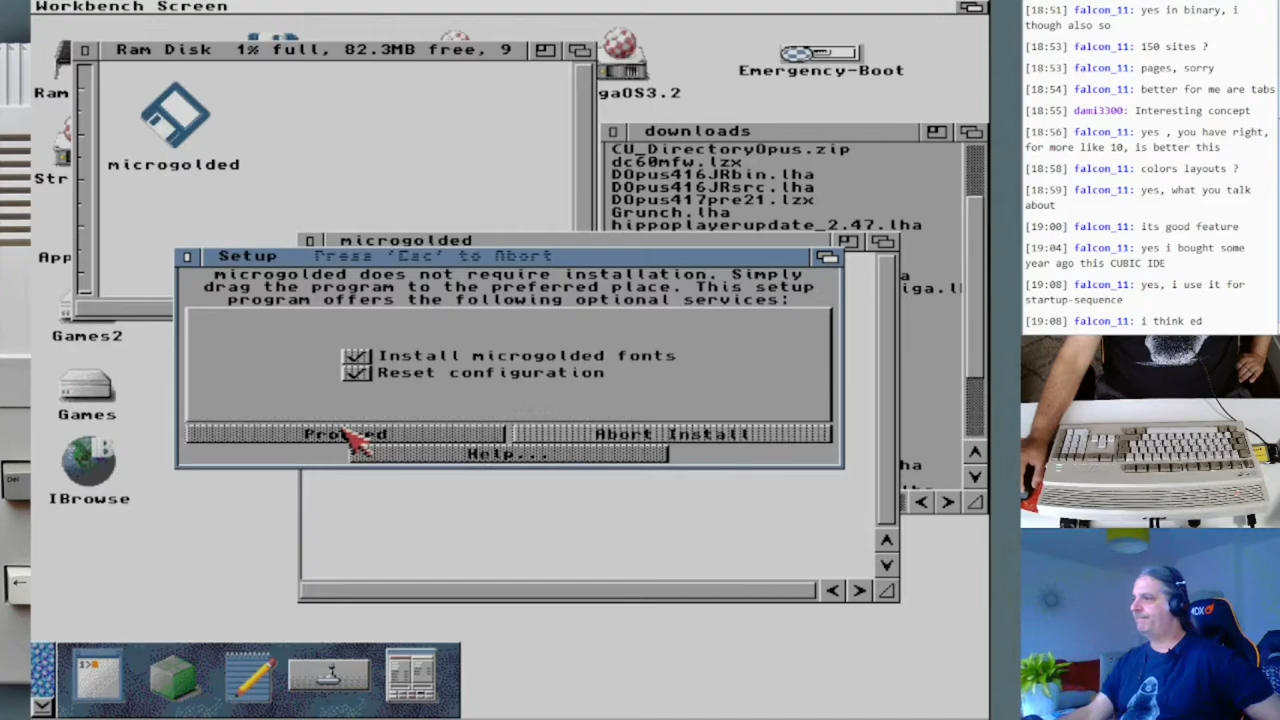 Workbench Screen
Ram Disk 1% full, 82.3MB free, 9
microgolded
Ram
Str
App
Games2
Games
IBrowse
gaOS3.2
Emergency-Boot
downloads
CU_DirectoryOpus.zip
dc60mfw.lzx
DOpus416JRbin.lha
DOpus416JRsrc.lha
DOpus417pre21.lzx
Grunch.lha
hippoplayerupdate_2.47.lha
microgolded
Setup Press 'Esc' to Abort
microgolded does not require installation. Simply
drag the program to the preferred place. This setup
program offers the following optional services:
Install microgolded fonts
Reset configuration
Abort Install
Help...
iga.l
ha
[18:51] falcon_11: yes in binary, i
though also so
[18:53] falcon_11: 150 sites ?
[18:53] falcon_11: pages, sorry
[18:54] falcon_11: better for me are tabs
[18:55] dami3300: Interesting concept
[18:56] falcon_11: yes , you have right,
for more like 10, is better this
[18:58] falcon_11: colors layouts ?
[18:59] falcon_11: yes, what you talk
about
[19:00] falcon_11: its good feature
[19:04] falcon_11: yes i bought some
year ago this CUBIC IDE
[19:08] falcon_11: yes, i use it for
startup-sequence
[19:08] falcon_11: i think ed
Del